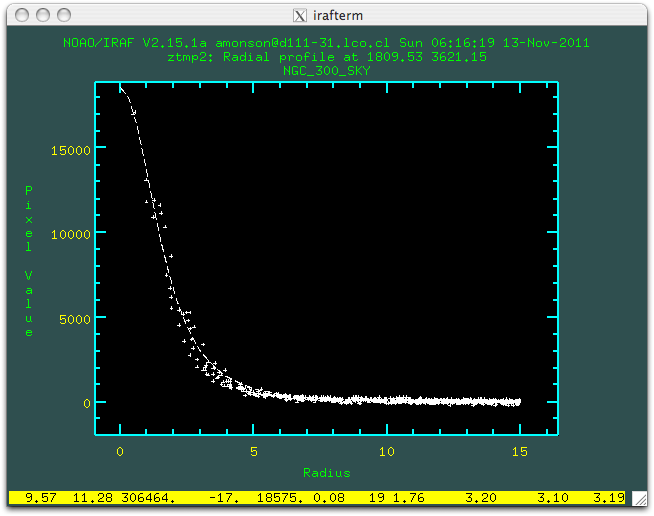 irafterm
NOAO/IRAF V2.15.1a amonson@d111-31.lco.cl Sun 06:16:19 13-Nov-2011
ztmp2: Radial profile at 1809.53 3621.15
NGC_300_SKY
15000
10000
5000
0
Pixel Value
0 5 10 15
Radius
9.57 11.28 306464. -17. 18575. 0.08 19 1.76 3.20 3.10 3.19